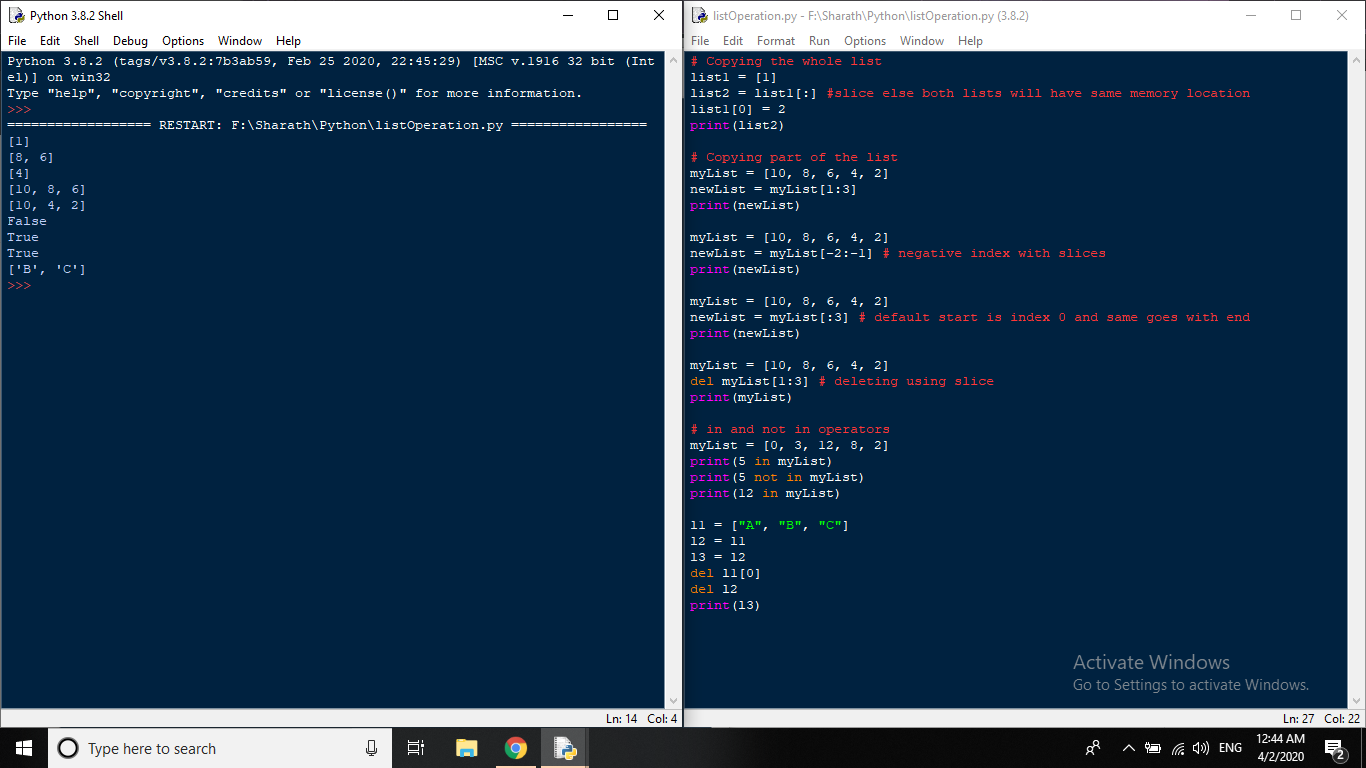 Python 3.8.2 Shell
File Edit Shell Debug Options Window Help
Python 3.8.2 (tags/v3.8.2:7b3ab59, Feb 25 2020, 22:45:29) [MSC v.1916 32 bit (Int
el)] on win32
Type "help", "copyright", "credits" or "license()" for more information.
>>>
================== RESTART: F:\Sharath\Python\listOperation.py =================
[1]
[8, 6]
[4]
[10, 8, 6]
[10, 4, 2]
False
True
True
['B', 'C']
>>>
Ln: 14 Col: 4
listOperation.py - F:\Sharath\Python\listOperation.py (3.8.2)
File Edit Format Run Options Window Help
# Copying the whole list
list1 = [1]
list2 = list1[:] #slice else both lists will have same memory location
list1[0] = 2
print(list2)
# Copying part of the list
myList = [10, 8, 6, 4, 2]
newList = myList[1:3]
print(newList)
myList = [10, 8, 6, 4, 2]
newList = myList[-2:-1] # negative index with slices
print(newList)
myList = [10, 8, 6, 4, 2]
newList = myList[:3] # default start is index 0 and same goes with end
print(newList)
myList = [10, 8, 6, 4, 2]
del myList[1:3] # deleting using slice
print(myList)
# in and not in operators
myList = [0, 3, 12, 8, 2]
print(5 in myList)
print(5 not in myList)
print(12 in myList)
l1 = ["A", "B", "C"]
l2 = l1
l3 = l2
del l1[0]
del l2
print(l3)
Activate Windows
Go to Settings to activate Windows.
Ln: 27 Col: 22
Type here to search
ENG
12:44 AM
4/2/2020
2